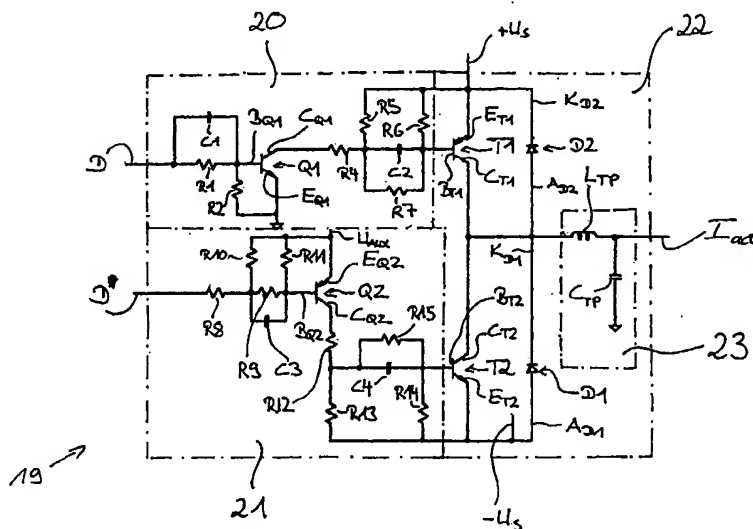 +Us
20
22
R5
ED1
KD2
C1
BQ1
CQ1
R6
ET1
T1
D2
D
R1
Q1
R4
C2
BT1
CT1
AD2
R2
EQ1
R7
LTP
Iact
UAux
R10
R11
EQ2
KD1
D*
Q2
BT2
CTP
R8
BQ2
CQ2
R15
CT2
R9
C3
T2
23
R12
C4
R14
ET2
D1
R13
AD1
19
21
-Us